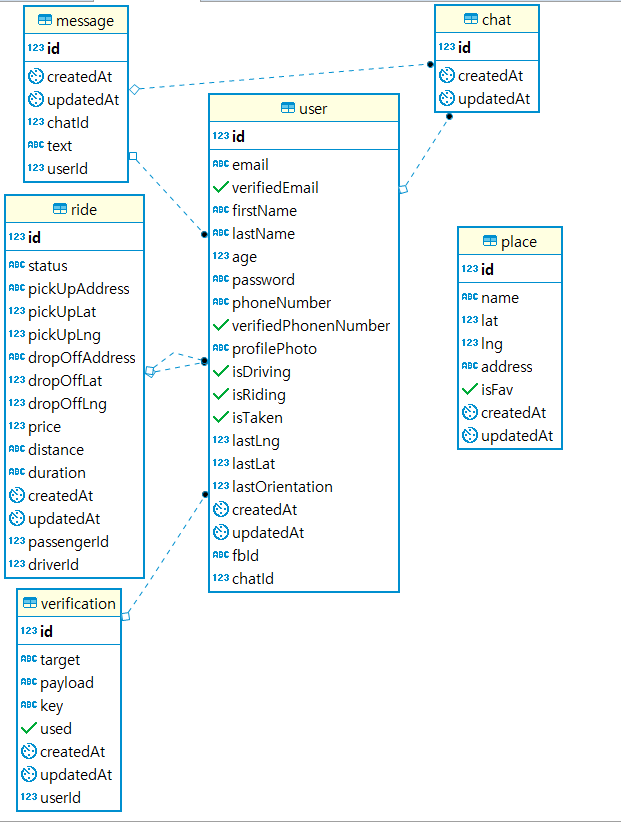 message
123 id
createdAt
updatedAt
123 chatId
ABC text
123 userId
chat
123 id
createdAt
updatedAt
user
123 id
ABC email
verifiedEmail
ABC firstName
ABC lastName
123 age
ABC password
ABC phoneNumber
verifiedPhonenNumber
ABC profilePhoto
isDriving
isRiding
isTaken
123 lastLng
123 lastLat
123 lastOrientation
createdAt
updatedAt
ABC fbId
123 chatId
ride
123 id
ABC status
ABC pickUpAddress
123 pickUpLat
123 pickUpLng
ABC dropOffAddress
123 dropOffLat
123 dropOffLng
123 price
ABC distance
ABC duration
createdAt
updatedAt
123 passengerId
123 driverId
place
123 id
ABC name
123 lat
123 lng
ABC address
isFav
createdAt
updatedAt
verification
123 id
ABC target
ABC payload
ABC key
used
createdAt
updatedAt
123 userId